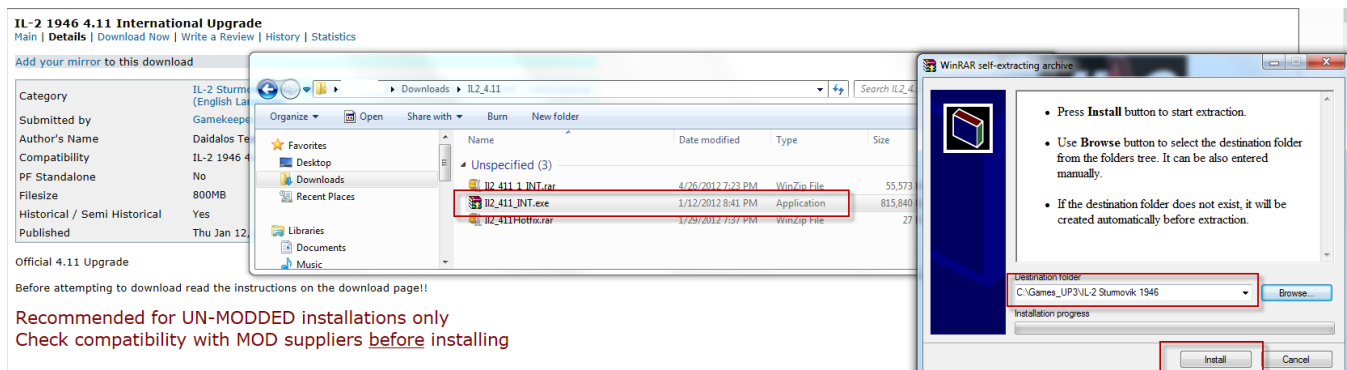 IL-2 1946 4.11 International Upgrade
Main | Details | Download Now | Write a Review | History | Statistics
Add your mirror to this download
Category
IL-2 Sturmo
(English Lan
Submitted by
Gamekeepe
Author's Name
Daidalos Te
Compatibility
IL-2 1946 4
PF Standalone
No
Filesize
800MB
Historical / Semi Historical
Yes
Published
Thu Jan 12,
Official 4.11 Upgrade
Before attempting to download read the instructions on the download page!!
Recommended for UN-MODDED installations only
Check compatibility with MOD suppliers before installing
Downloads
IL2_4.11
Search IL2_4.
Organize
Open
Share with
Burn
New folder
Favorites
Desktop
Downloads
Recent Places
Libraries
Documents
Music
Name
Date modified
Type
Size
Unspecified (3)
Il2_411_1_INT.rar
4/26/2012 7:23 PM
WinZip File
55,573
Il2_411_INT.exe
1/12/2012 8:41 PM
Application
815,840
Il2_411Hotfix.rar
1/29/2012 7:37 PM
WinZip File
27
WinRAR self-extracting archive
• Press Install button to start extraction.
• Use Browse button to select the destination folder
from the folders tree. It can be also entered
manually.
• If the destination folder does not exist, it will be
created automatically before extraction.
Destination folder
C:\Games_UP3\IL-2 Sturmovik 1946
Browse...
Installation progress
Install
Cancel